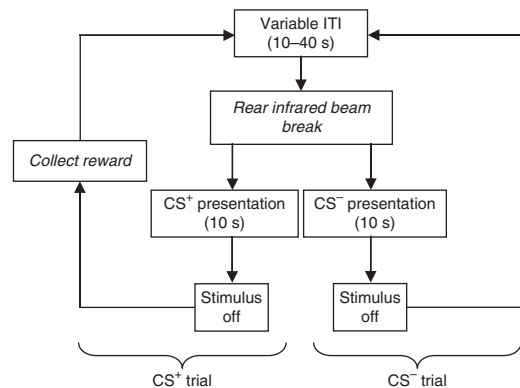 Variable ITI
(10–40 s)
Rear infrared beam
break
Collect reward
CS⁺ presentation
(10 s)
CS⁻ presentation
(10 s)
Stimulus
off
Stimulus
off
CS⁺ trial
CS⁻ trial